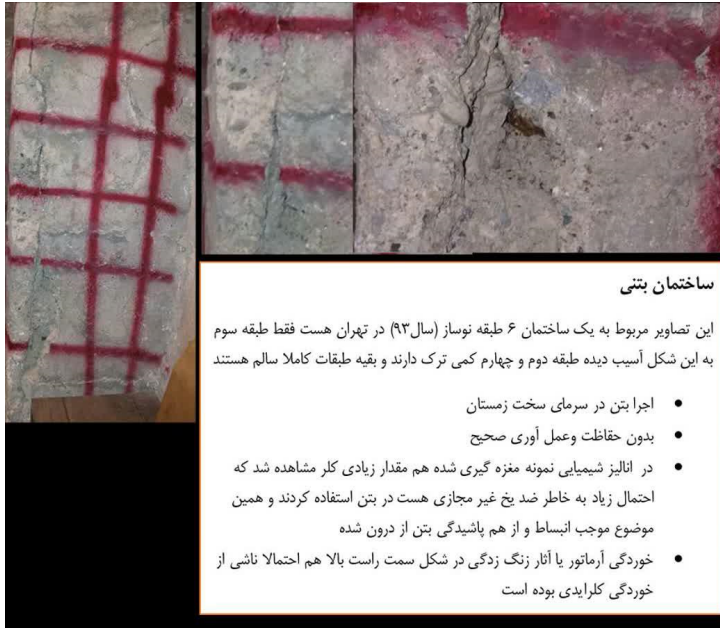 ساختمان بتنی
این تصاویر مربوط به یک ساختمان ۶ طبقه نوساز (سال۹۳) در تهران هست فقط طبقه سوم
به این شکل آسیب دیده طبقه دوم و چهارم کمی ترک دارند و بقیه طبقات کاملا سالم هستند
• اجرا بتن در سرمای سخت زمستان
• بدون حقاظت وعمل آوری صحیح
• در انالیز شیمیایی نمونه مغزه گیری شده هم مقدار زیادی کلر مشاهده شد که
احتمال زیاد به خاطر ضد یخ غیر مجازی هست در بتن استفاده کردند و همین
موضوع موجب انبساط و از هم پاشیدگی بتن از درون شده
• خوردگی آرماتور یا آثار زنگ زدگی در شکل سمت راست بالا هم احتمالا ناشی از
خوردگی کلرایدی بوده است